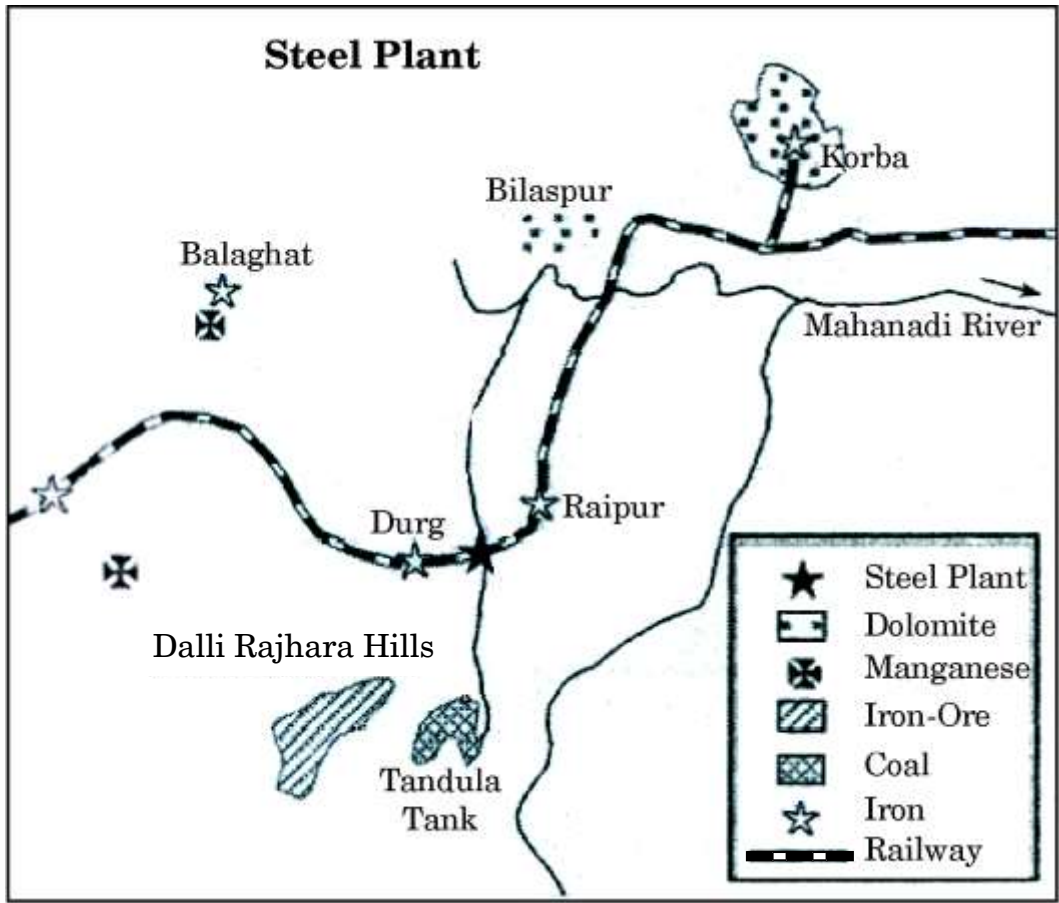 Steel Plant
Korba
Bilaspur
Balaghat
Mahanadi River
Raipur
Durg
Dalli Rajhara Hills
Tandula
Tank
Steel Plant
Dolomite
Manganese
Iron-Ore
Coal
Iron
Railway